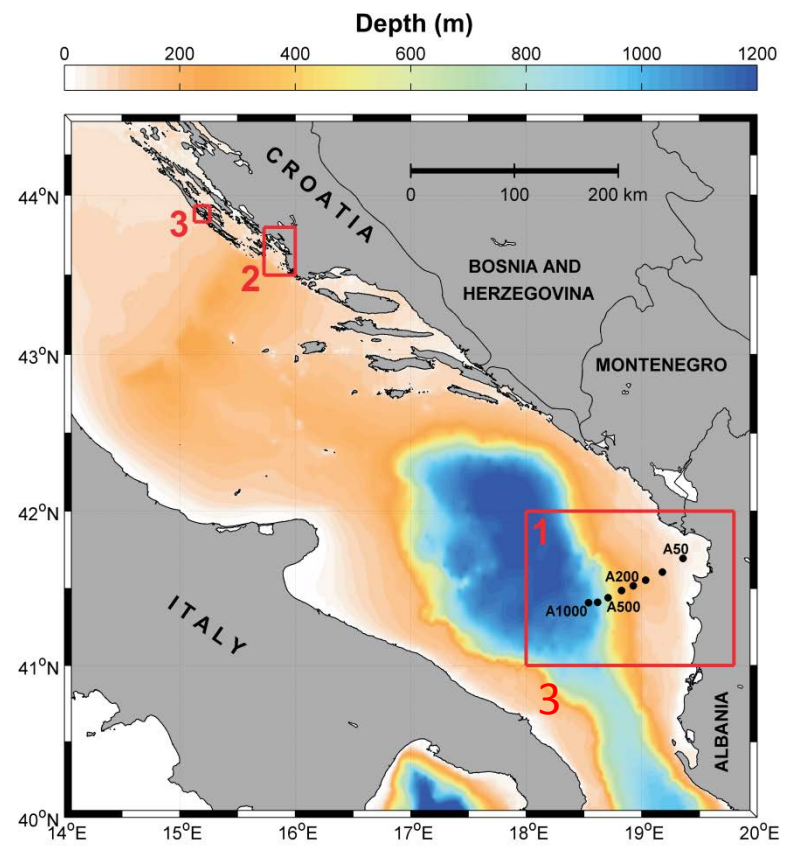 Depth (m)
0 200 400 600 800 1000 1200
CROATIA
0 100 200 km
44°N
3
2
BOSNIA AND
HERZEGOVINA
43°N
MONTENEGRO
42°N
1
A50
A200
A1000 A500
ITALY
41°N
3
ALBANIA
40°N
14°E 15°E 16°E 17°E 18°E 19°E 20°E